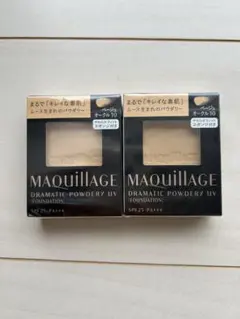 まるで「キレイな素肌」
ムース生まれのパウダリー
オークル10
MAQuillAGE
DRAMATIC POWDERY UV
FOUNDATION
SPF25・PA+++
まるで「キレイな素肌」
ムース生まれのパウダリー
オークル10
MAQuillAGE
DRAMATIC POWDERY UV
FOUNDATION
SPF25・PA+++